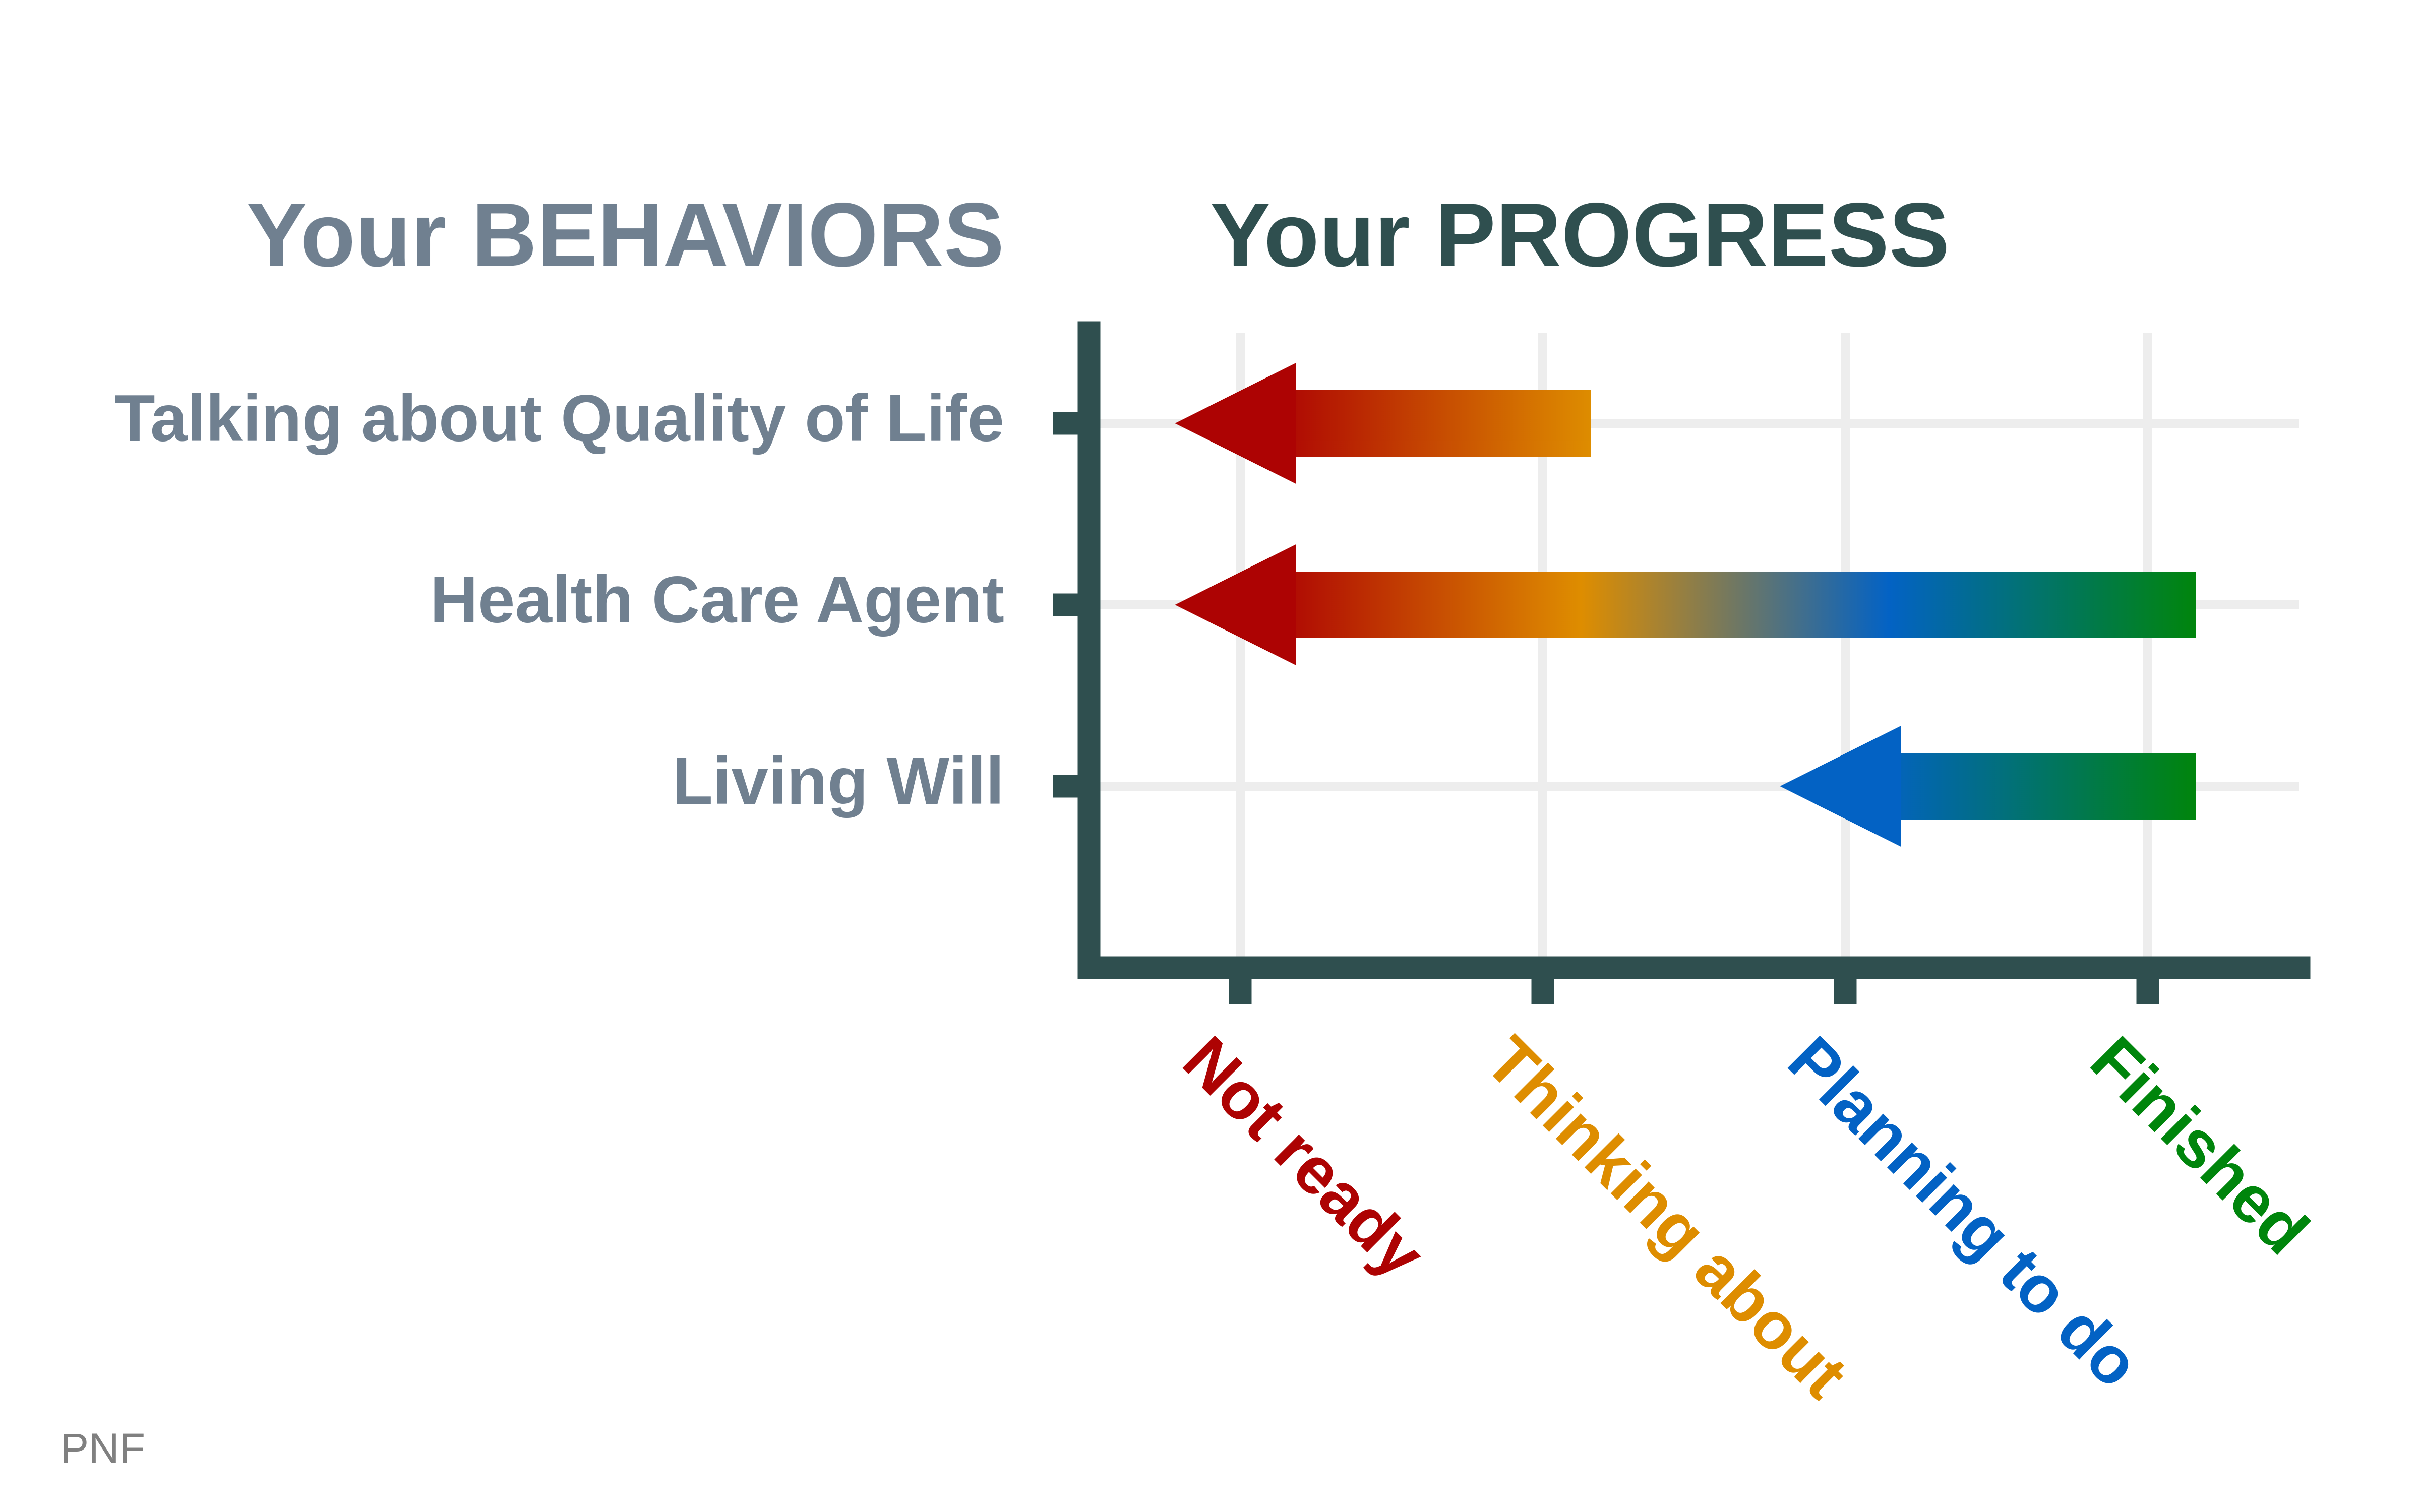 Your BEHAVIORS
Your PROGRESS
Talking about Quality of Life
Health Care Agent
Living Will
Not ready
Thinking about
Planning to do
Finished
PNF